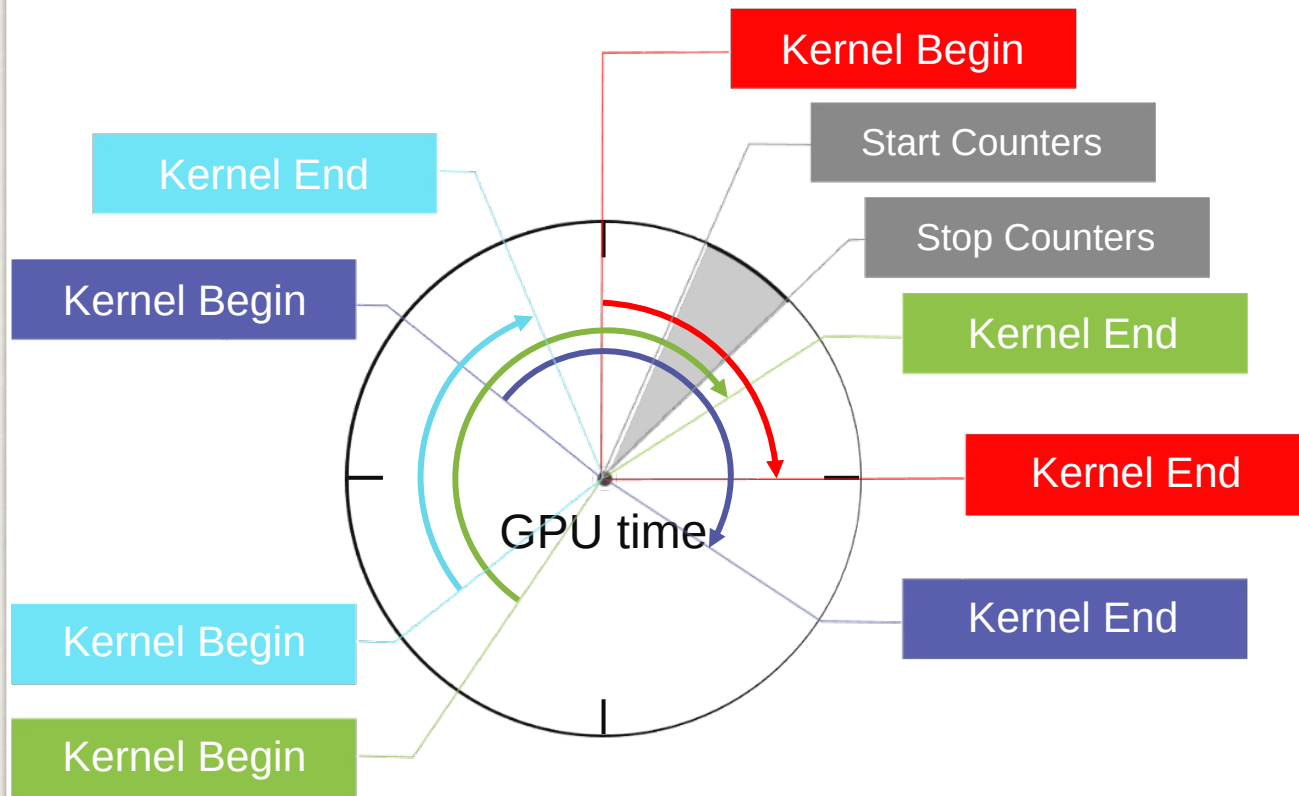 Kernel Begin
Start Counters
Kernel End
Stop Counters
Kernel Begin
Kernel End
Kernel End
GPU time
Kernel End
Kernel Begin
Kernel Begin